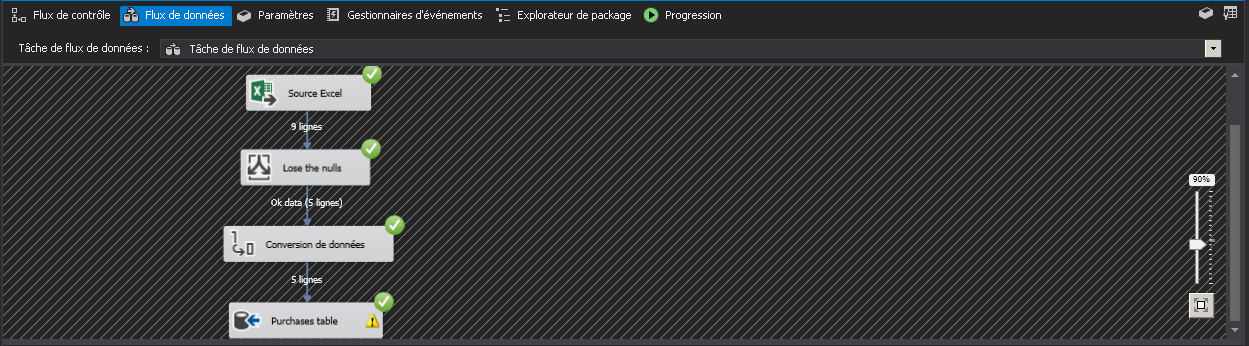 Flux de contrôle Flux de données Paramètres Gestionnaires d'événements Explorateur de package Progression
Tâche de flux de données : Tâche de flux de données
Source Excel
9 lignes
Lose the nulls
90%
Ok data (5 lignes)
Conversion de données
5 lignes
Purchases table